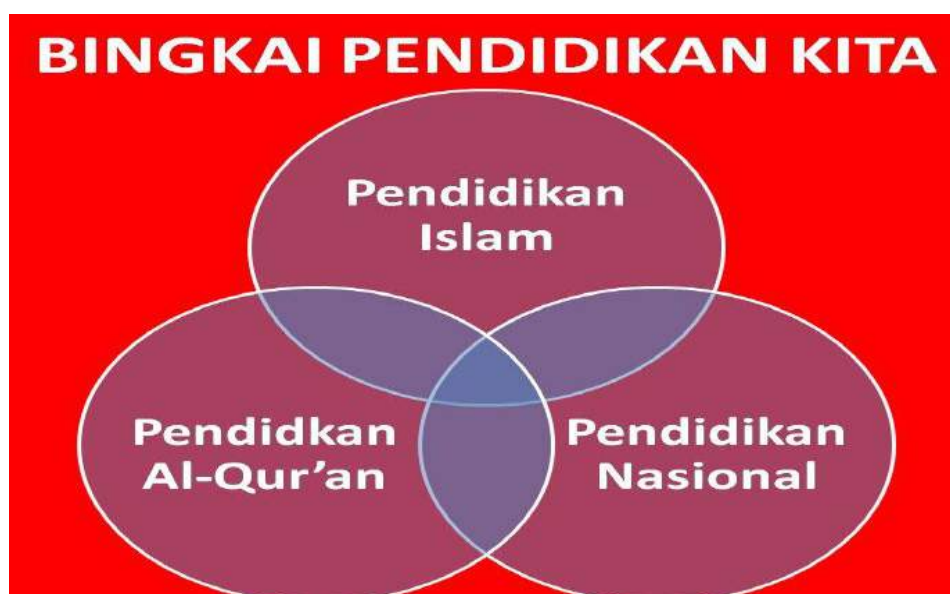 BINGKAI PENDIDIKAN KITA
Pendidikan
Islam
Pendidkan
Al-Qur’an
Pendidikan
Nasional